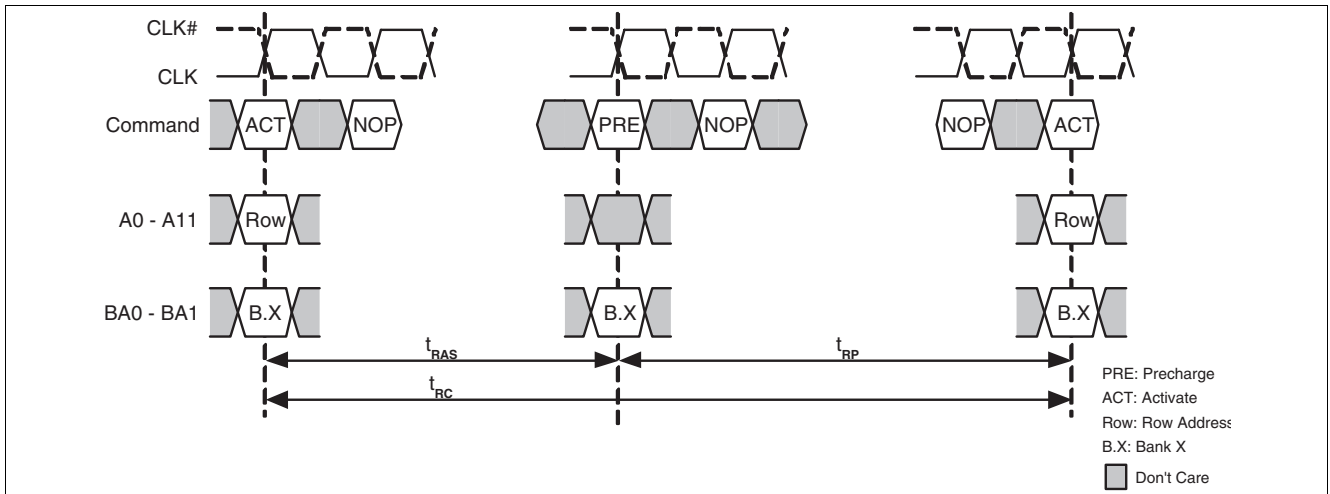 CLK#
CLK
Command ACT NOP PRE NOP NOP ACT
A0 - A11 Row Row
BA0 - BA1 B.X B.X B.X
tRAS tRP
tRC
PRE: Precharge
ACT: Activate
Row: Row Address
B.X: Bank X
Don't Care